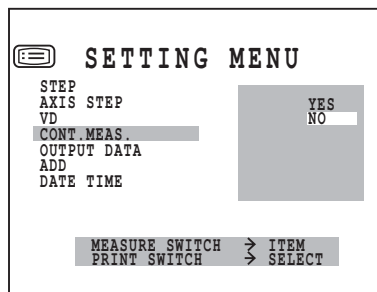 SETTING MENU
STEP
AXIS STEP
VD
CONT.MEAS.
OUTPUT DATA
ADD
DATE TIME
YES
NO
MEASURE SWITCH → ITEM
PRINT SWITCH → SELECT